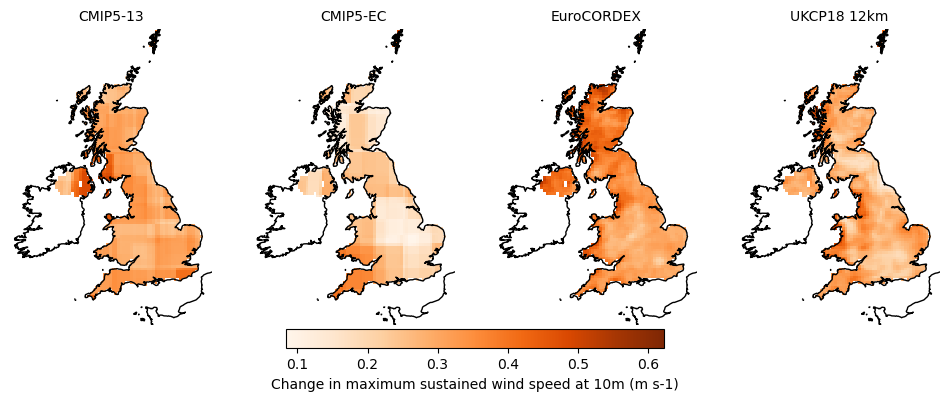 CMIP5-13
CMIP5-EC
EuroCORDEX
UKCP18 12km
0.1 0.2 0.3 0.4 0.5 0.6
Change in maximum sustained wind speed at 10m (m s-1)